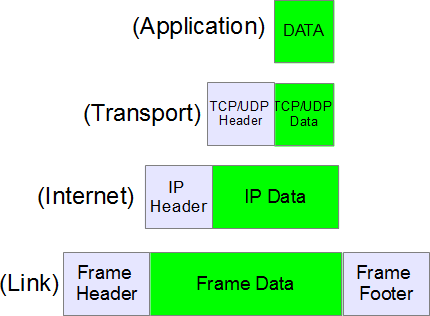 (Application)
DATA
(Transport)
TCP/UDP
Header
TCP/UDP
Data
(Internet)
IP
Header
IP Data
(Link)
Frame
Header
Frame Data
Frame
Footer